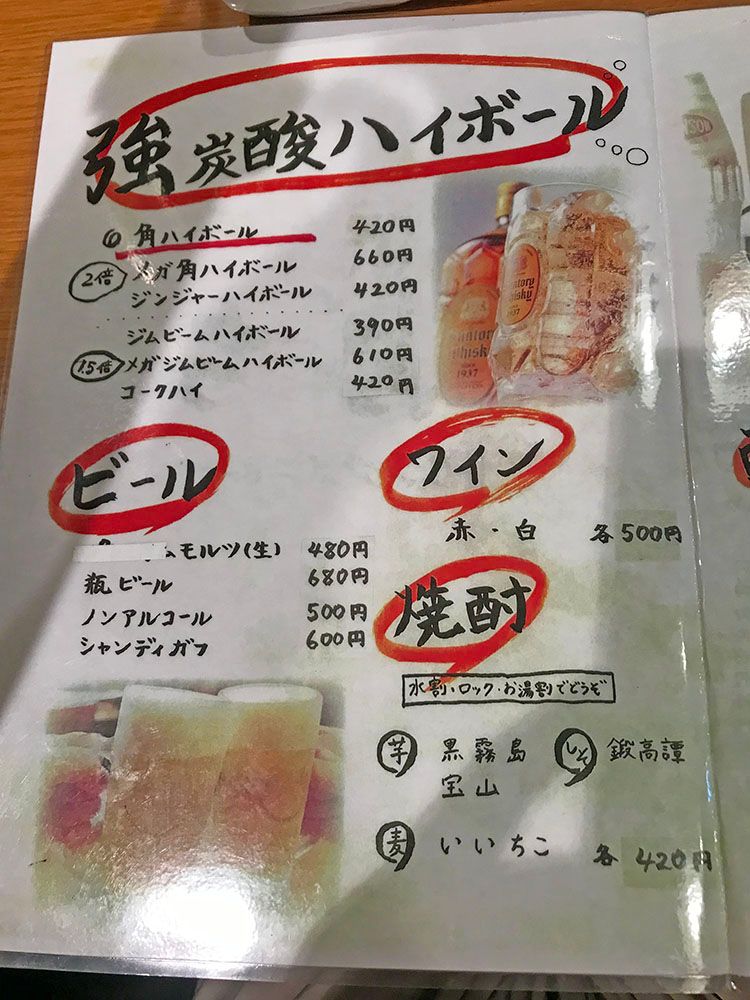 強炭酸ハイボール
角ハイボール 420円
2倍 メガ角ハイボール 660円
ジンジャーハイボール 420円
ジムビームハイボール 390円
1.5倍 メガジムビームハイボール 610円
コークハイ 420円
ビール
モルツ(生) 480円
瓶ビール 680円
ノンアルコール 500円
シャンディガフ 600円
ワイン
赤・白 各500円
焼酎
水割・ロック・お湯割でどうぞ
芋 黒霧島 しそ 鍛高譚
宝山
麦 いいちこ 各420円
Suntory
Whisky
1937